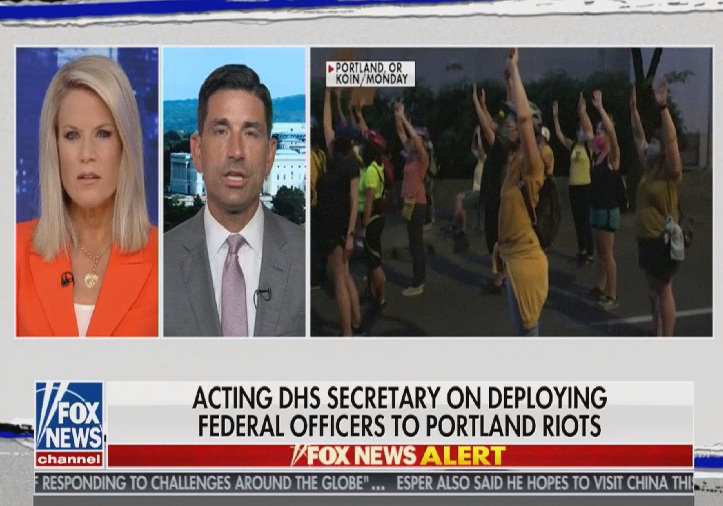 PORTLAND, OR
KOIN/MONDAY
ACTING DHS SECRETARY ON DEPLOYING
FEDERAL OFFICERS TO PORTLAND RIOTS
FOX
NEWS
channel
FOX NEWS ALERT
RESPONDING TO CHALLENGES AROUND THE GLOBE"... ESPER ALSO SAID HE HOPES TO VISIT CHINA